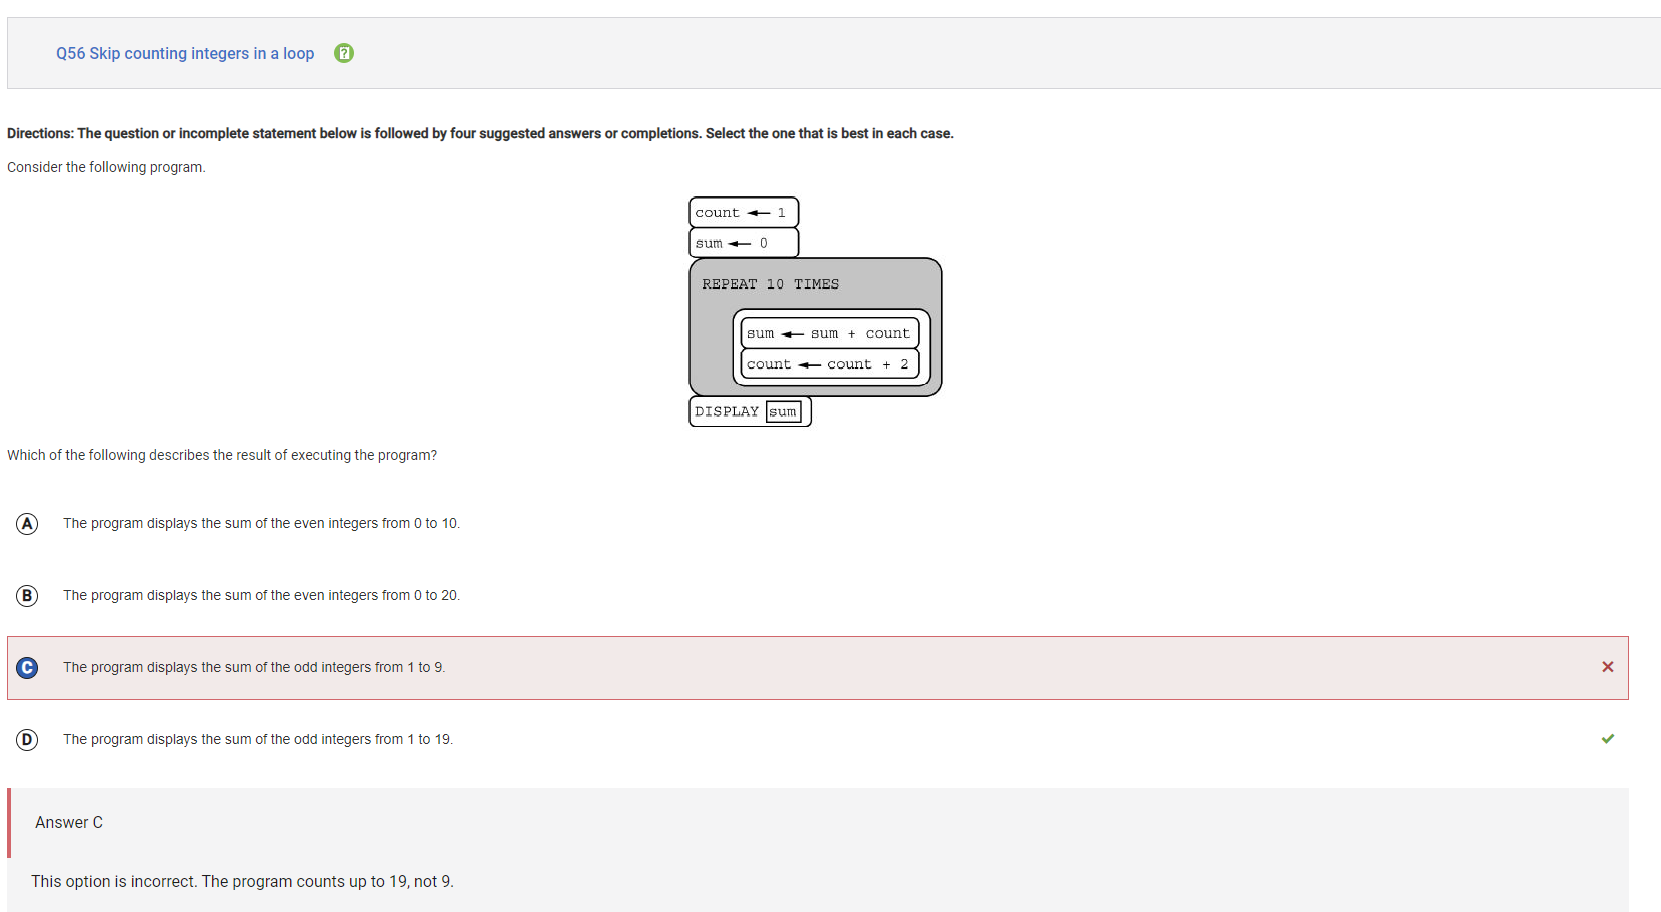 Q56 Skip counting integers in a loop ?
Directions: The question or incomplete statement below is followed by four suggested answers or completions. Select the one that is best in each case.
Consider the following program.
count ← 1
sum ← 0
REPEAT 10 TIMES
sum ← sum + count
count ← count + 2
DISPLAY sum
Which of the following describes the result of executing the program?
A The program displays the sum of the even integers from 0 to 10.
B The program displays the sum of the even integers from 0 to 20.
C The program displays the sum of the odd integers from 1 to 9.
D The program displays the sum of the odd integers from 1 to 19.
Answer C
This option is incorrect. The program counts up to 19, not 9.